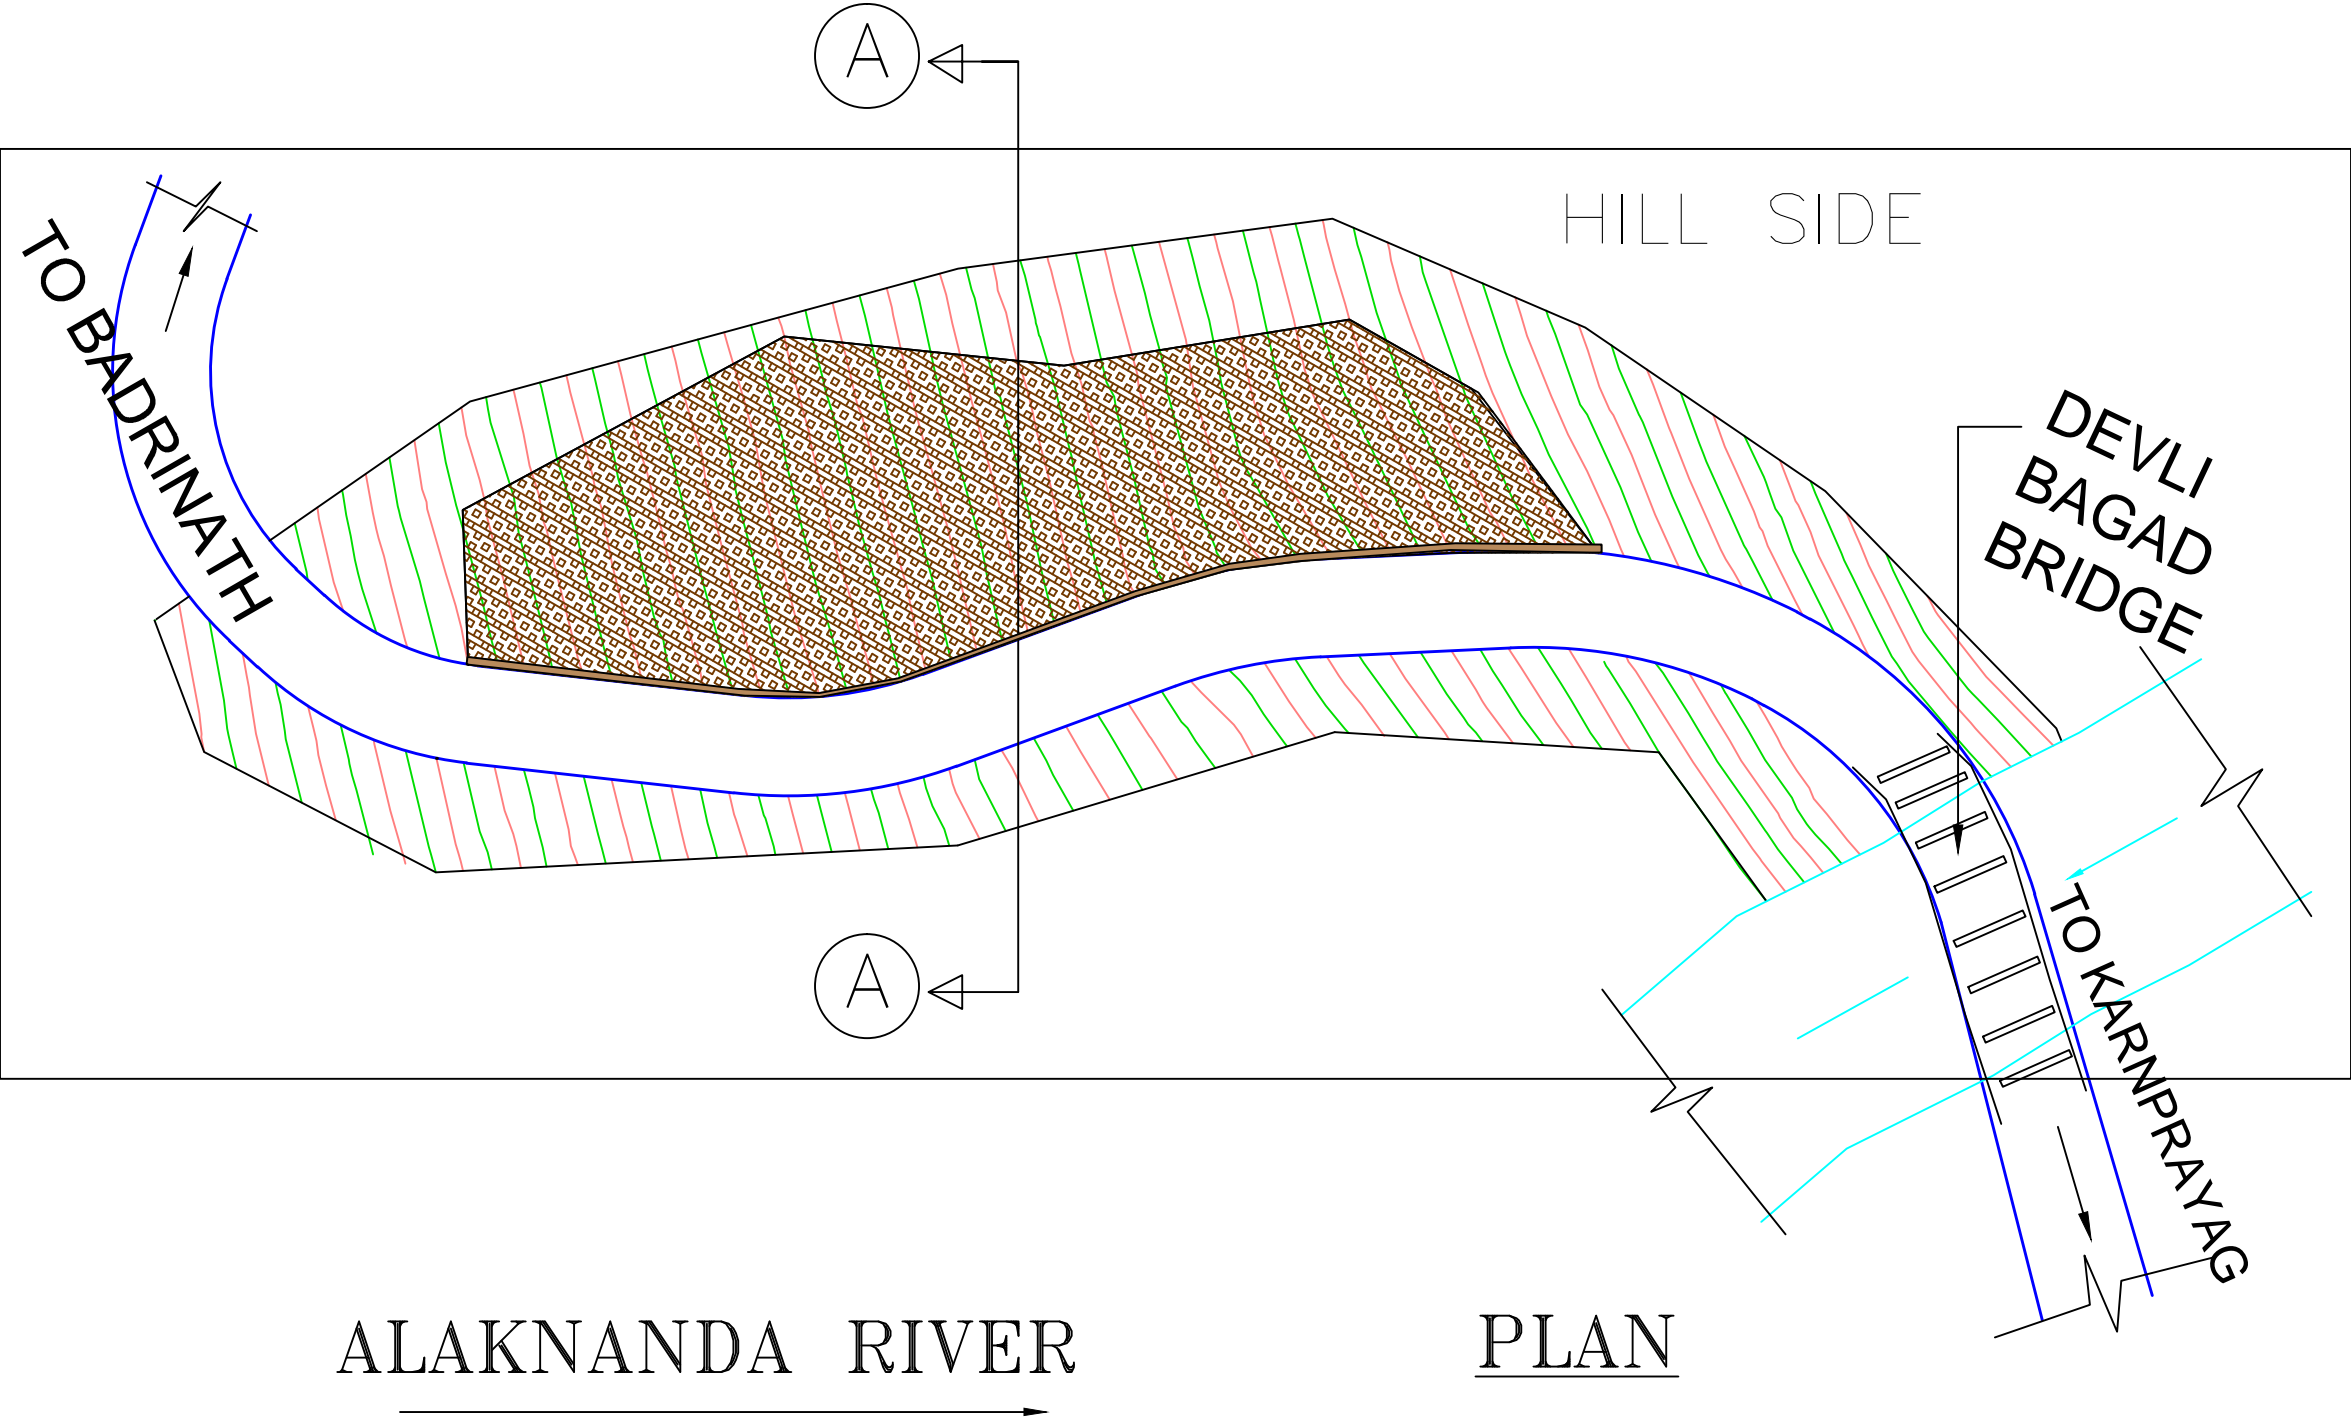 A
HILL SIDE
TO BADRINATH
DEVLI
BAGAD
BRIDGE
A
TO KARNPRAYAG
ALAKNANDA RIVER
PLAN